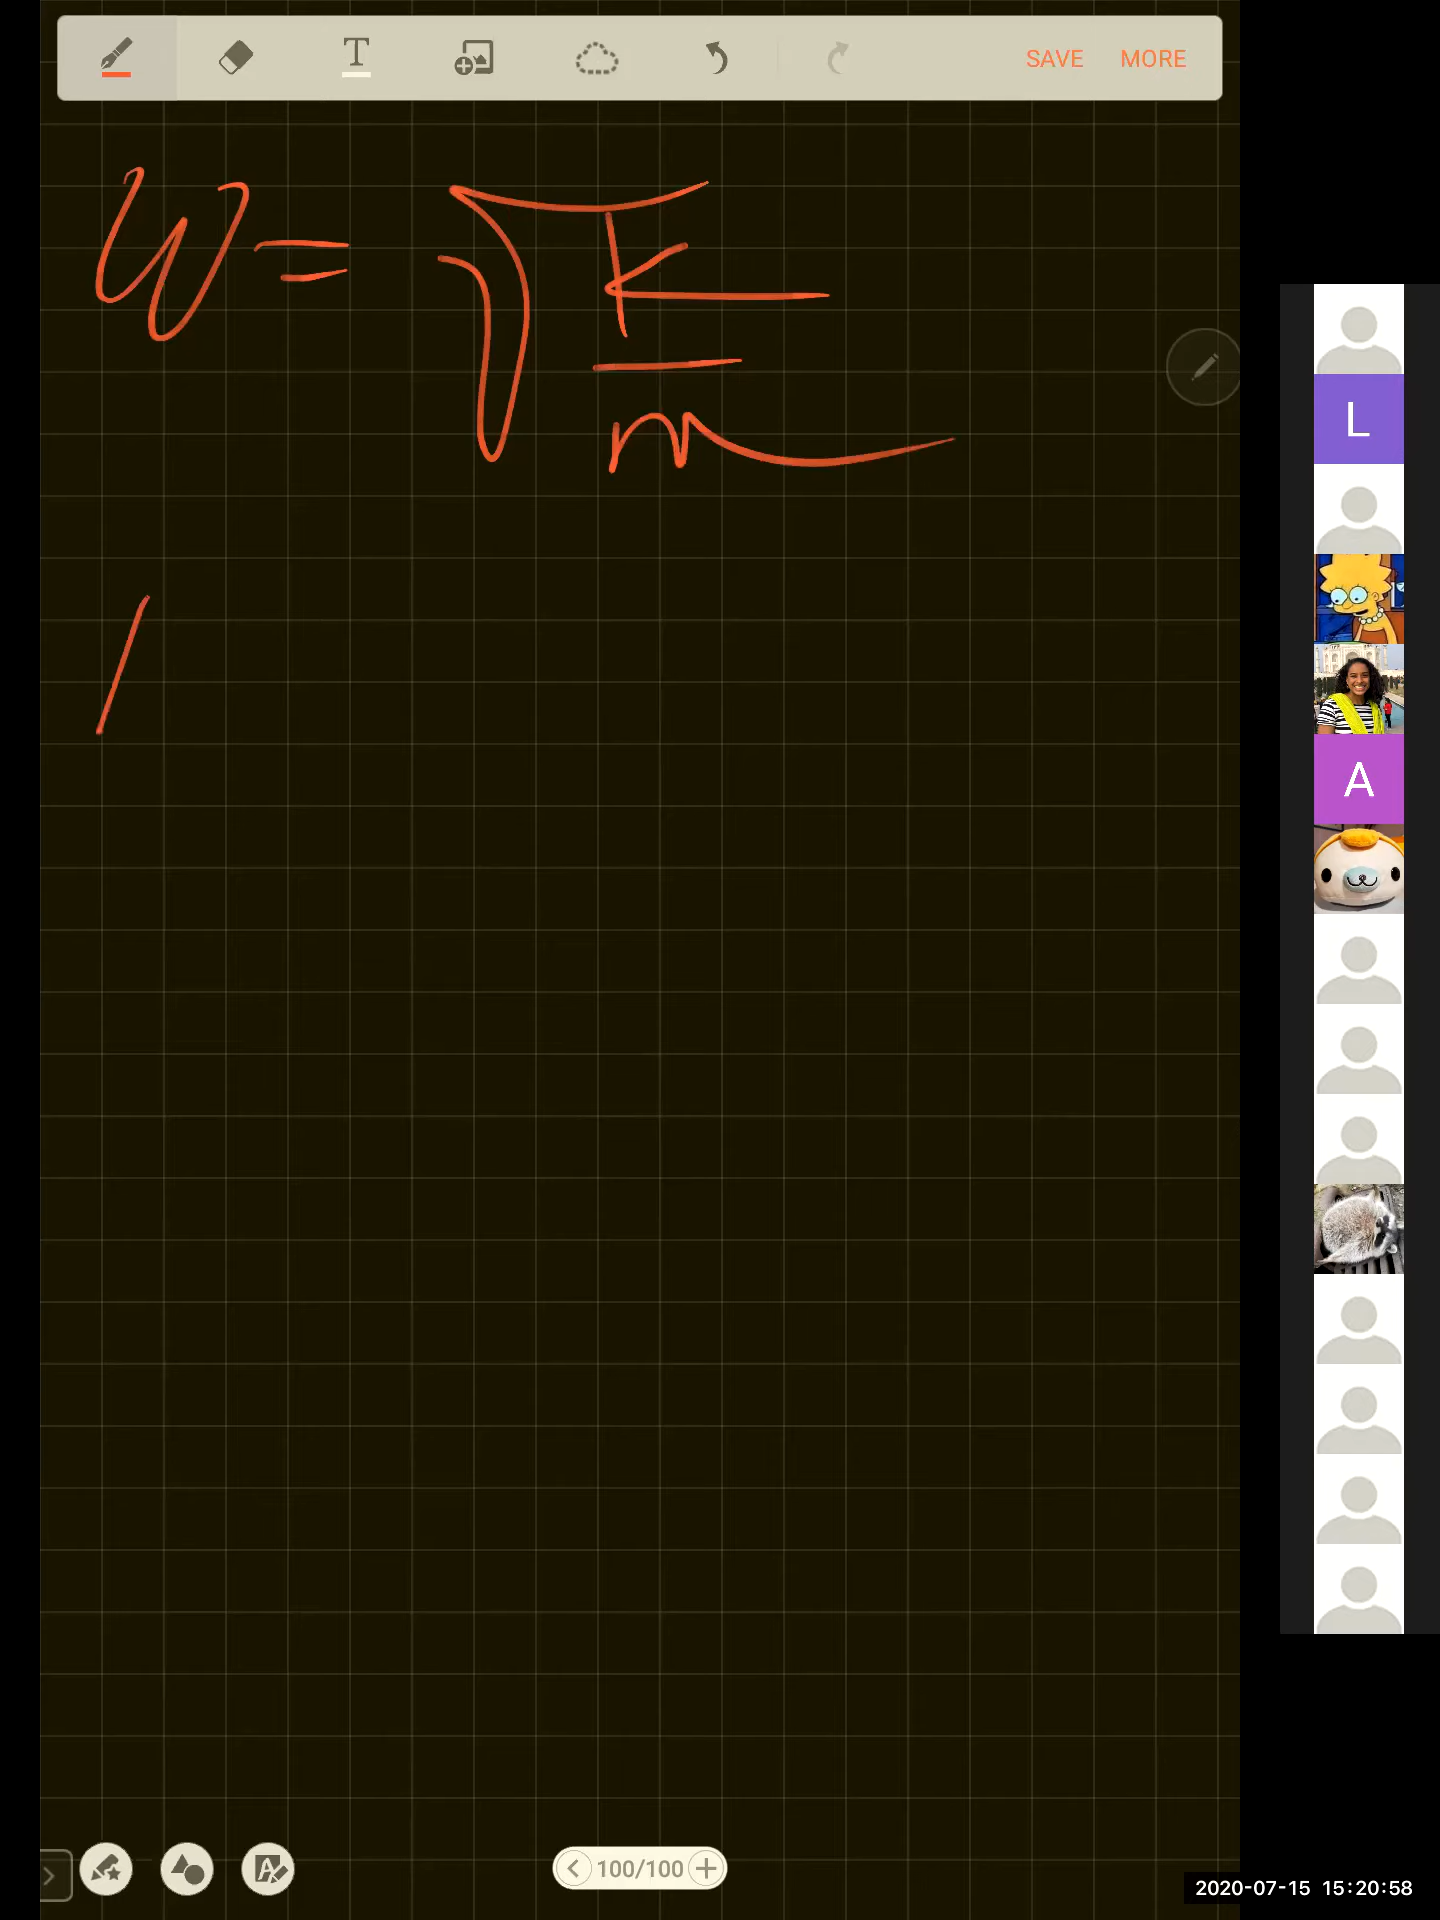 T SAVE MORE
W = √k/m
L
/
A
A
100/100
2020-07-15 15:20:58